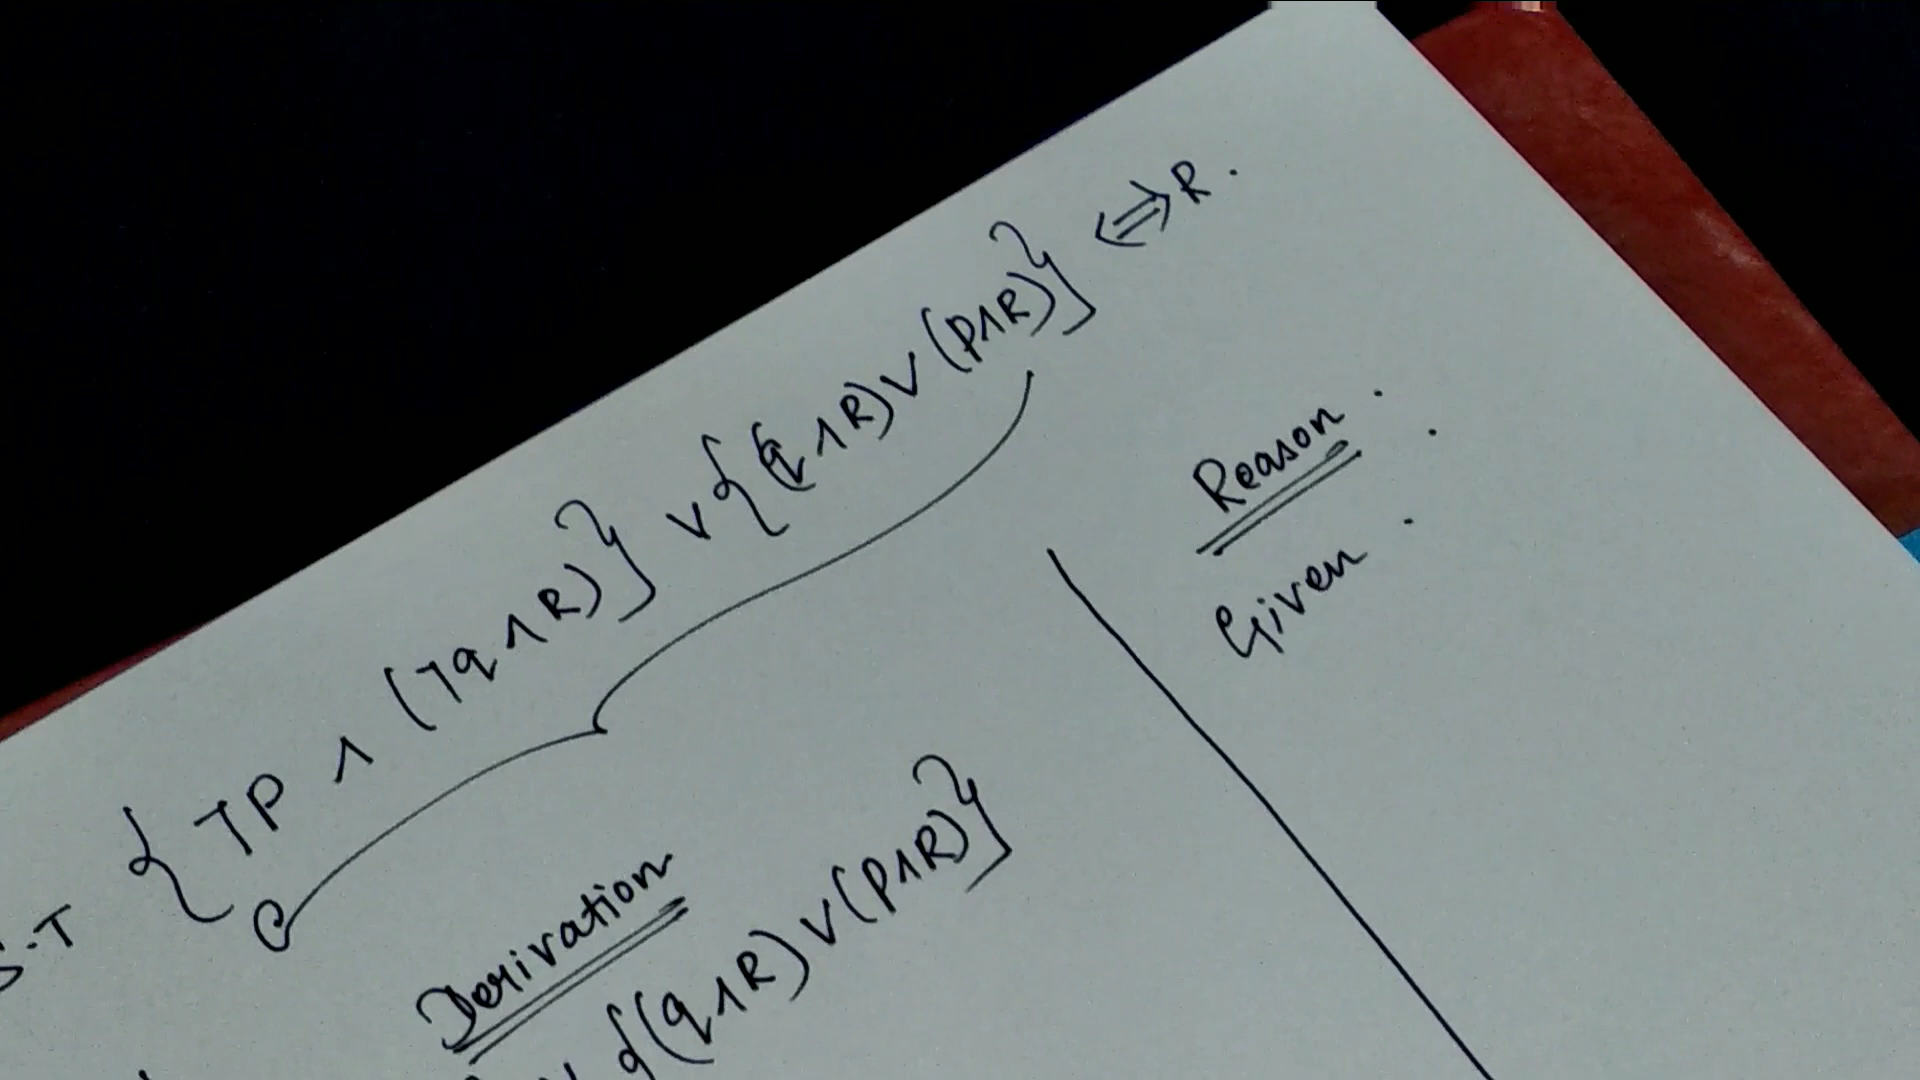 S.T {¬P ∧ (¬q ∧ R)} ∨ {(q ∧ R) ∨ (P ∧ R)} ⇔ R.
Derivation
Reason
{(q ∧ R) ∨ (P ∧ R)}
Given